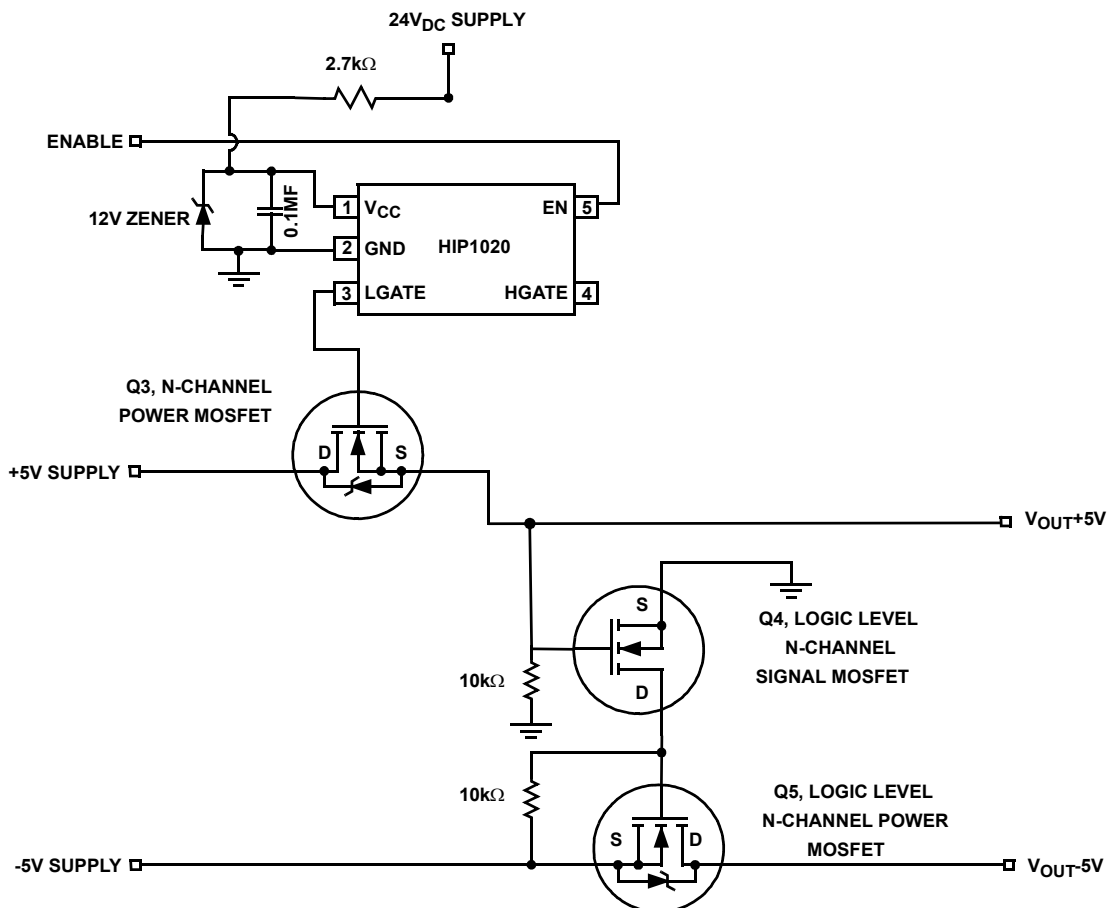 24VDC SUPPLY
2.7kΩ
ENABLE
12V ZENER
0.1MF
1 VCC
EN 5
2 GND
HIP1020
3 LGATE
HGATE 4
Q3, N-CHANNEL
POWER MOSFET
D
S
+5V SUPPLY
VOUT+5V
S
Q4, LOGIC LEVEL
N-CHANNEL
SIGNAL MOSFET
10kΩ
D
10kΩ
Q5, LOGIC LEVEL
N-CHANNEL POWER
MOSFET
S
D
-5V SUPPLY
VOUT-5V